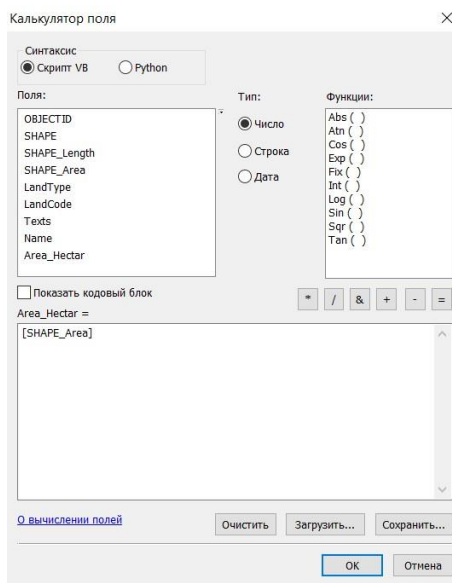 Калькулятор поля
Синтаксис
Скрипт VB Python
Поля:
OBJECTID
SHAPE
SHAPE_Length
SHAPE_Area
LandType
LandCode
Texts
Name
Area_Hectar
Тип:
Число
Строка
Дата
Функции:
Abs ( )
Atn ( )
Cos ( )
Exp ( )
Fix ( )
Int ( )
Log ( )
Sin ( )
Sqr ( )
Tan ( )
Показать кодовый блок
* / & + - =
Area_Hectar =
[SHAPE_Area]
О вычислении полей
Очистить Загрузить... Сохранить...
OK Отмена